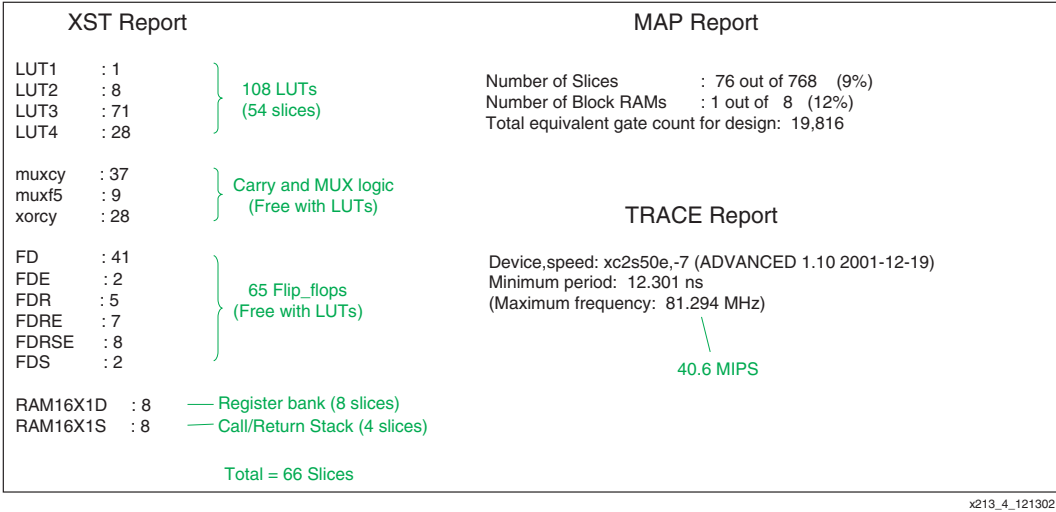 XST Report
LUT1 : 1
LUT2 : 8
LUT3 : 71
LUT4 : 28
108 LUTs
(54 slices)
muxcy : 37
muxf5 : 9
xorcy : 28
Carry and MUX logic
(Free with LUTs)
FD : 41
FDE : 2
FDR : 5
FDRE : 7
FDRSE : 8
FDS : 2
65 Flip_flops
(Free with LUTs)
RAM16X1D : 8
Register bank (8 slices)
RAM16X1S : 8
Call/Return Stack (4 slices)
Total = 66 Slices
MAP Report
Number of Slices : 76 out of 768 (9%)
Number of Block RAMs : 1 out of 8 (12%)
Total equivalent gate count for design: 19,816
TRACE Report
Device,speed: xc2s50e,-7 (ADVANCED 1.10 2001-12-19)
Minimum period: 12.301 ns
(Maximum frequency: 81.294 MHz)
40.6 MIPS
x213_4_121302